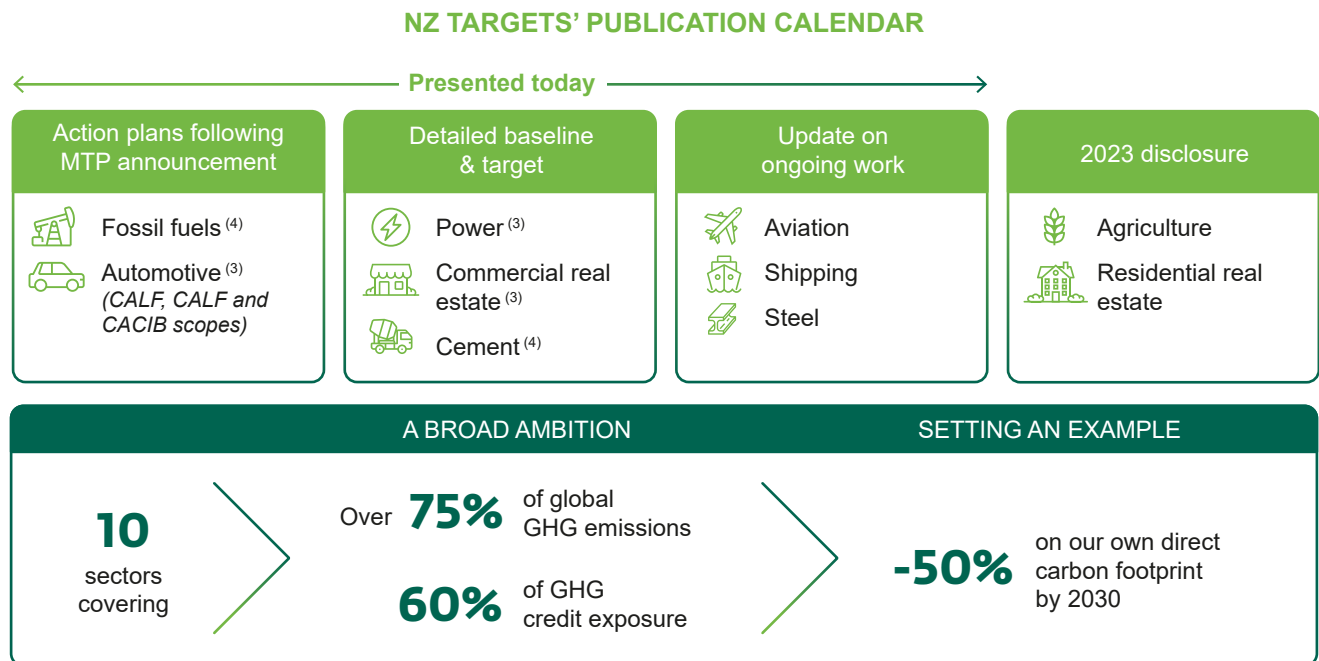 NZ TARGETS’ PUBLICATION CALENDAR
Presented today
Action plans following
MTP announcement
Fossil fuels (4)
Automotive (3)
(CALF, CALF and
CACIB scopes)
Detailed baseline
& target
Power (3)
Commercial real
estate (3)
Cement (4)
Update on
ongoing work
Aviation
Shipping
Steel
2023 disclosure
Agriculture
Residential real
estate
A BROAD AMBITION
SETTING AN EXAMPLE
10
sectors
covering
Over 75% of global
GHG emissions
60% of GHG
credit exposure
-50% on our own direct
carbon footprint
by 2030